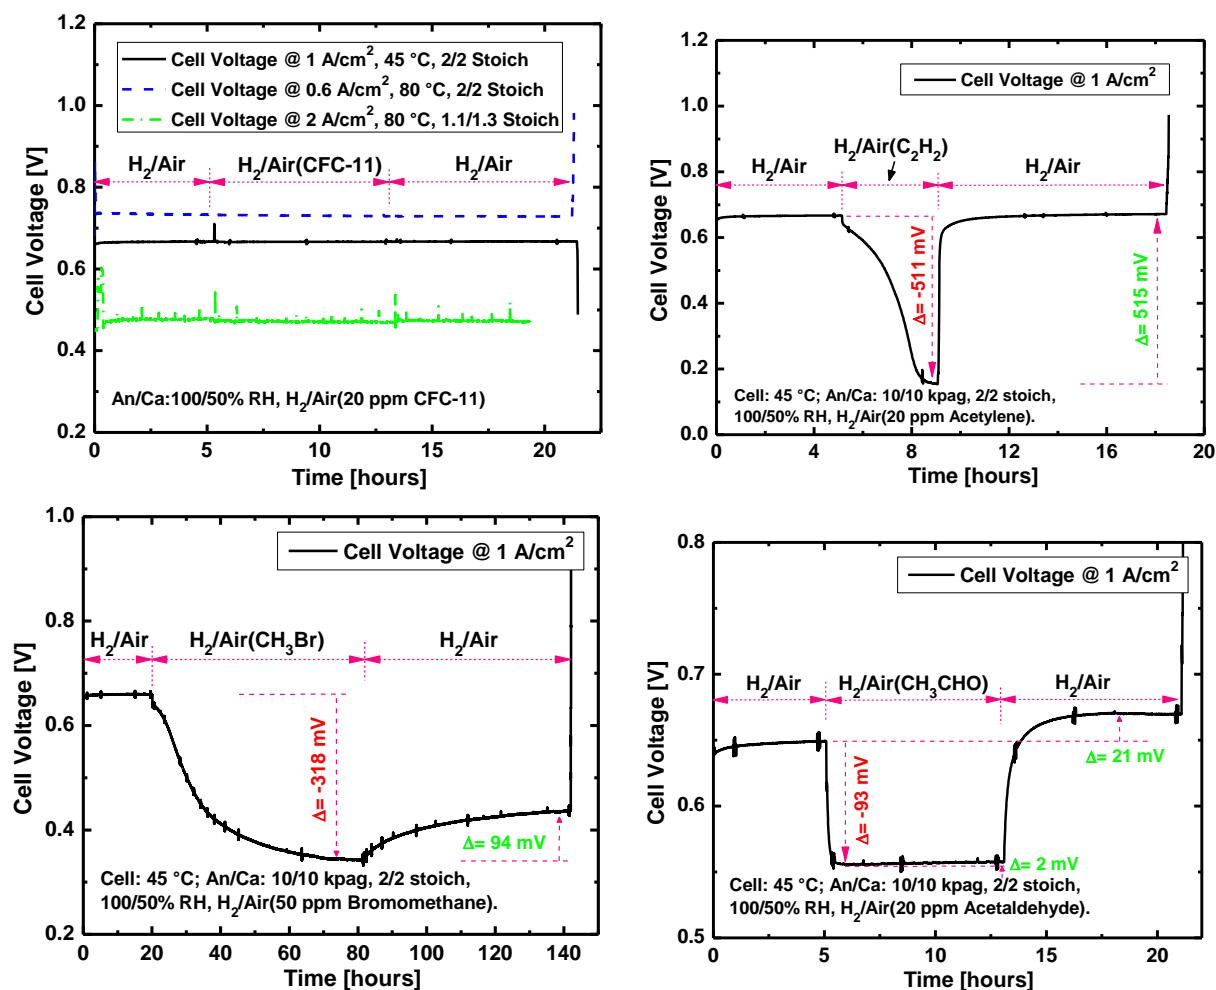 Cell Voltage @ 1 A/cm², 45 °C, 2/2 Stoich
Cell Voltage @ 0.6 A/cm², 80 °C, 2/2 Stoich
Cell Voltage @ 2 A/cm², 80 °C, 1.1/1.3 Stoich
H₂/Air H₂/Air(CFC-11) H₂/Air
An/Ca:100/50% RH, H₂/Air(20 ppm CFC-11)
Cell Voltage [V]
1.2
1.0
0.8
0.6
0.4
0.2
0 5 10 15 20
Time [hours]
Cell Voltage @ 1 A/cm²
H₂/Air(C₂H₂)
H₂/Air H₂/Air
Δ= -511 mV
Δ= 515 mV
Cell: 45 °C; An/Ca: 10/10 kpag, 2/2 stoich,
100/50% RH, H₂/Air(20 ppm Acetylene).
Cell Voltage [V]
1.2
1.0
0.8
0.6
0.4
0.2
0.0
0 4 8 12 16 20
Time [hours]
Cell Voltage @ 1 A/cm²
H₂/Air H₂/Air(CH₃Br) H₂/Air
Δ= -318 mV
Δ= 94 mV
Cell: 45 °C; An/Ca: 10/10 kpag, 2/2 stoich,
100/50% RH, H₂/Air(50 ppm Bromomethane).
Cell Voltage [V]
1.0
0.8
0.6
0.4
0.2
0 20 40 60 80 100 120 140
Time [hours]
Cell Voltage @ 1 A/cm²
H₂/Air H₂/Air(CH₃CHO) H₂/Air
Δ= 21 mV
Δ= -93 mV
Δ= 2 mV
Cell: 45 °C; An/Ca: 10/10 kpag, 2/2 stoich,
100/50% RH, H₂/Air(20 ppm Acetaldehyde).
Cell Voltage [V]
0.8
0.7
0.6
0.5
0 5 10 15 20
Time [hours]